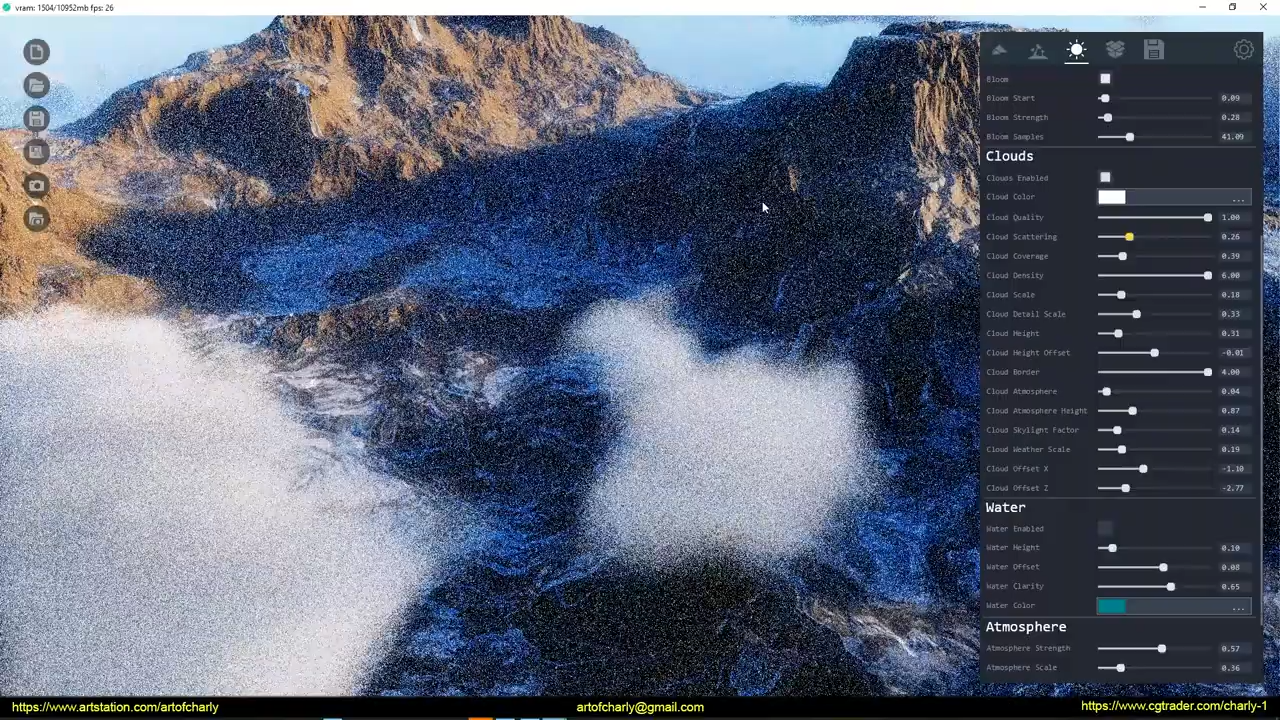 vram: 1504/10952mb fps: 26
Bloom
Bloom Start 0.09
Bloom Strength 0.28
Bloom Samples 41.09
Clouds
Clouds Enabled
Cloud Color ...
Cloud Quality 1.00
Cloud Scattering 0.26
Cloud Coverage 0.39
Cloud Density 6.00
Cloud Scale 0.18
Cloud Detail Scale 0.33
Cloud Height 0.31
Cloud Height Offset -0.01
Cloud Border 4.00
Cloud Atmosphere 0.04
Cloud Atmosphere Height 0.87
Cloud Skylight Factor 0.14
Cloud Weather Scale 0.19
Cloud Offset X -1.10
Cloud Offset Z -2.77
Water
Water Enabled
Water Height 0.10
Water Offset 0.08
Water Clarity 0.65
Water Color ...
Atmosphere
Atmosphere Strength 0.57
Atmosphere Scale 0.36
https://www.artstation.com/artofcharly artofcharly@gmail.com https://www.cgtrader.com/charly-1